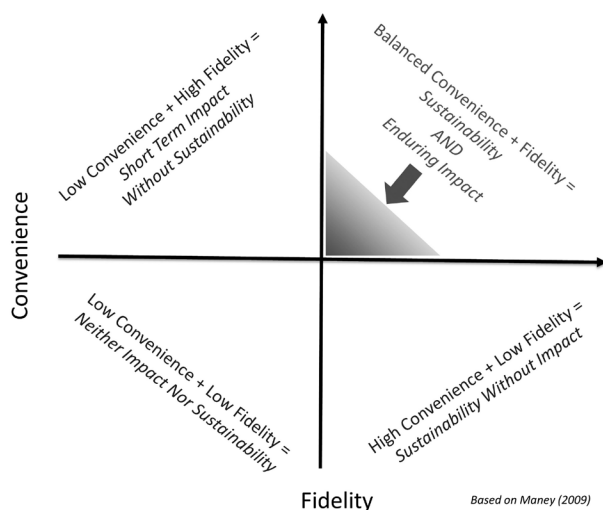 Low Convenience + High Fidelity =
Short Term Impact
Without Sustainability
Balanced Convenience + Fidelity =
Sustainability
AND
Enduring Impact
Convenience
Low Convenience + Low Fidelity =
Neither Impact Nor Sustainability
High Convenience + Low Fidelity =
Sustainability Without Impact
Fidelity
Based on Maney (2009)